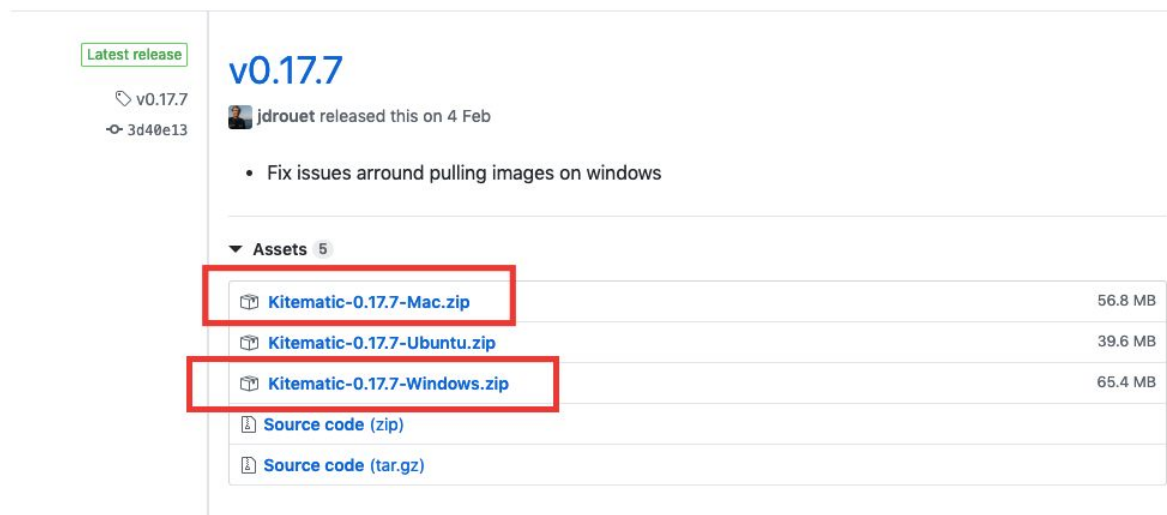 Latest release
v0.17.7
3d40e13
v0.17.7
jdrouet released this on 4 Feb
• Fix issues arround pulling images on windows
Assets 5
Kitematic-0.17.7-Mac.zip 56.8 MB
Kitematic-0.17.7-Ubuntu.zip 39.6 MB
Kitematic-0.17.7-Windows.zip 65.4 MB
Source code (zip)
Source code (tar.gz)